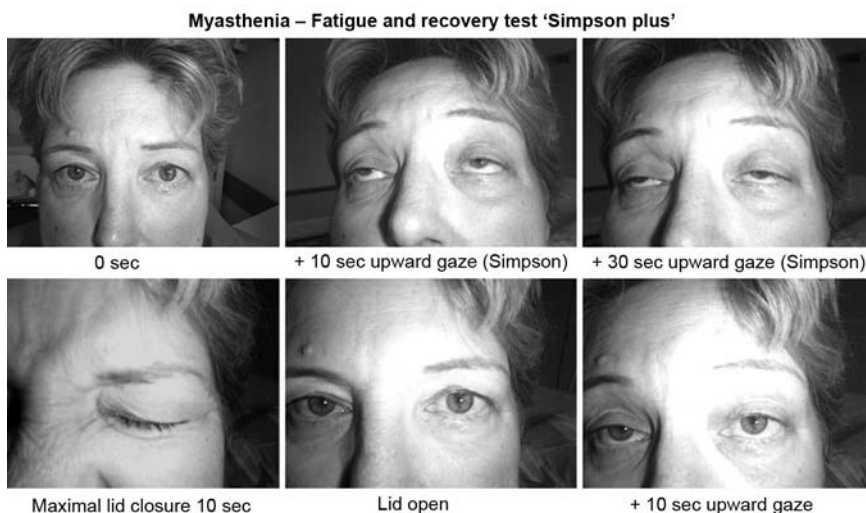 Myasthenia – Fatigue and recovery test ‘Simpson plus’
0 sec
+ 10 sec upward gaze (Simpson)
+ 30 sec upward gaze (Simpson)
Maximal lid closure 10 sec
Lid open
+ 10 sec upward gaze